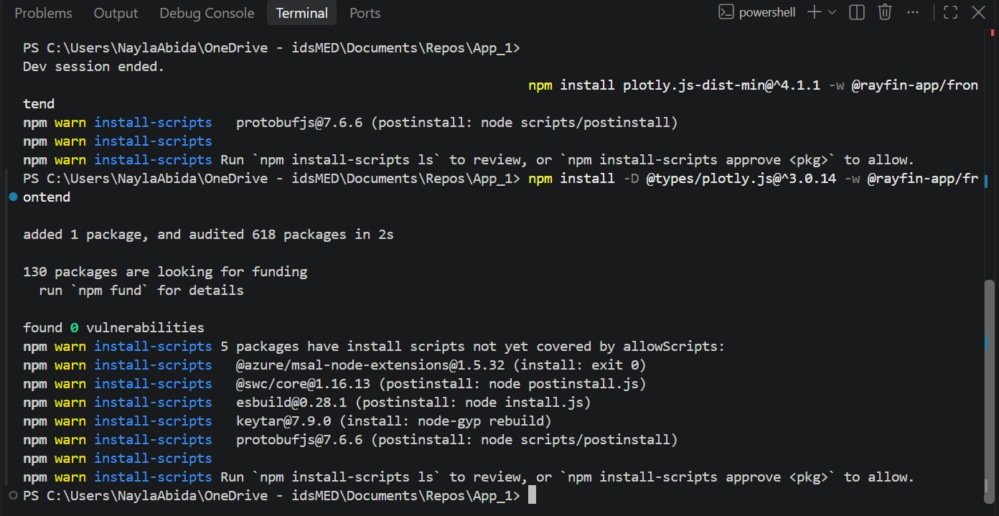 Problems Output Debug Console Terminal Ports powershell
PS C:\Users\NaylaAbida\OneDrive - idsMED\Documents\Repos\App_1>
Dev session ended.
npm install plotly.js-dist-min@^4.1.1 -w @rayfin-app/fron
tend
npm warn install-scripts   protobufjs@7.6.6 (postinstall: node scripts/postinstall)
npm warn install-scripts
npm warn install-scripts Run `npm install-scripts ls` to review, or `npm install-scripts approve <pkg>` to allow.
PS C:\Users\NaylaAbida\OneDrive - idsMED\Documents\Repos\App_1> npm install -D @types/plotly.js@^3.0.14 -w @rayfin-app/fr
ontend
added 1 package, and audited 618 packages in 2s
130 packages are looking for funding
  run `npm fund` for details
found 0 vulnerabilities
npm warn install-scripts 5 packages have install scripts not yet covered by allowScripts:
npm warn install-scripts   @azure/msal-node-extensions@1.5.32 (install: exit 0)
npm warn install-scripts   @swc/core@1.16.13 (postinstall: node postinstall.js)
npm warn install-scripts   esbuild@0.28.1 (postinstall: node install.js)
npm warn install-scripts   keytar@7.9.0 (install: node-gyp rebuild)
npm warn install-scripts   protobufjs@7.6.6 (postinstall: node scripts/postinstall)
npm warn install-scripts
npm warn install-scripts Run `npm install-scripts ls` to review, or `npm install-scripts approve <pkg>` to allow.
PS C:\Users\NaylaAbida\OneDrive - idsMED\Documents\Repos\App_1>